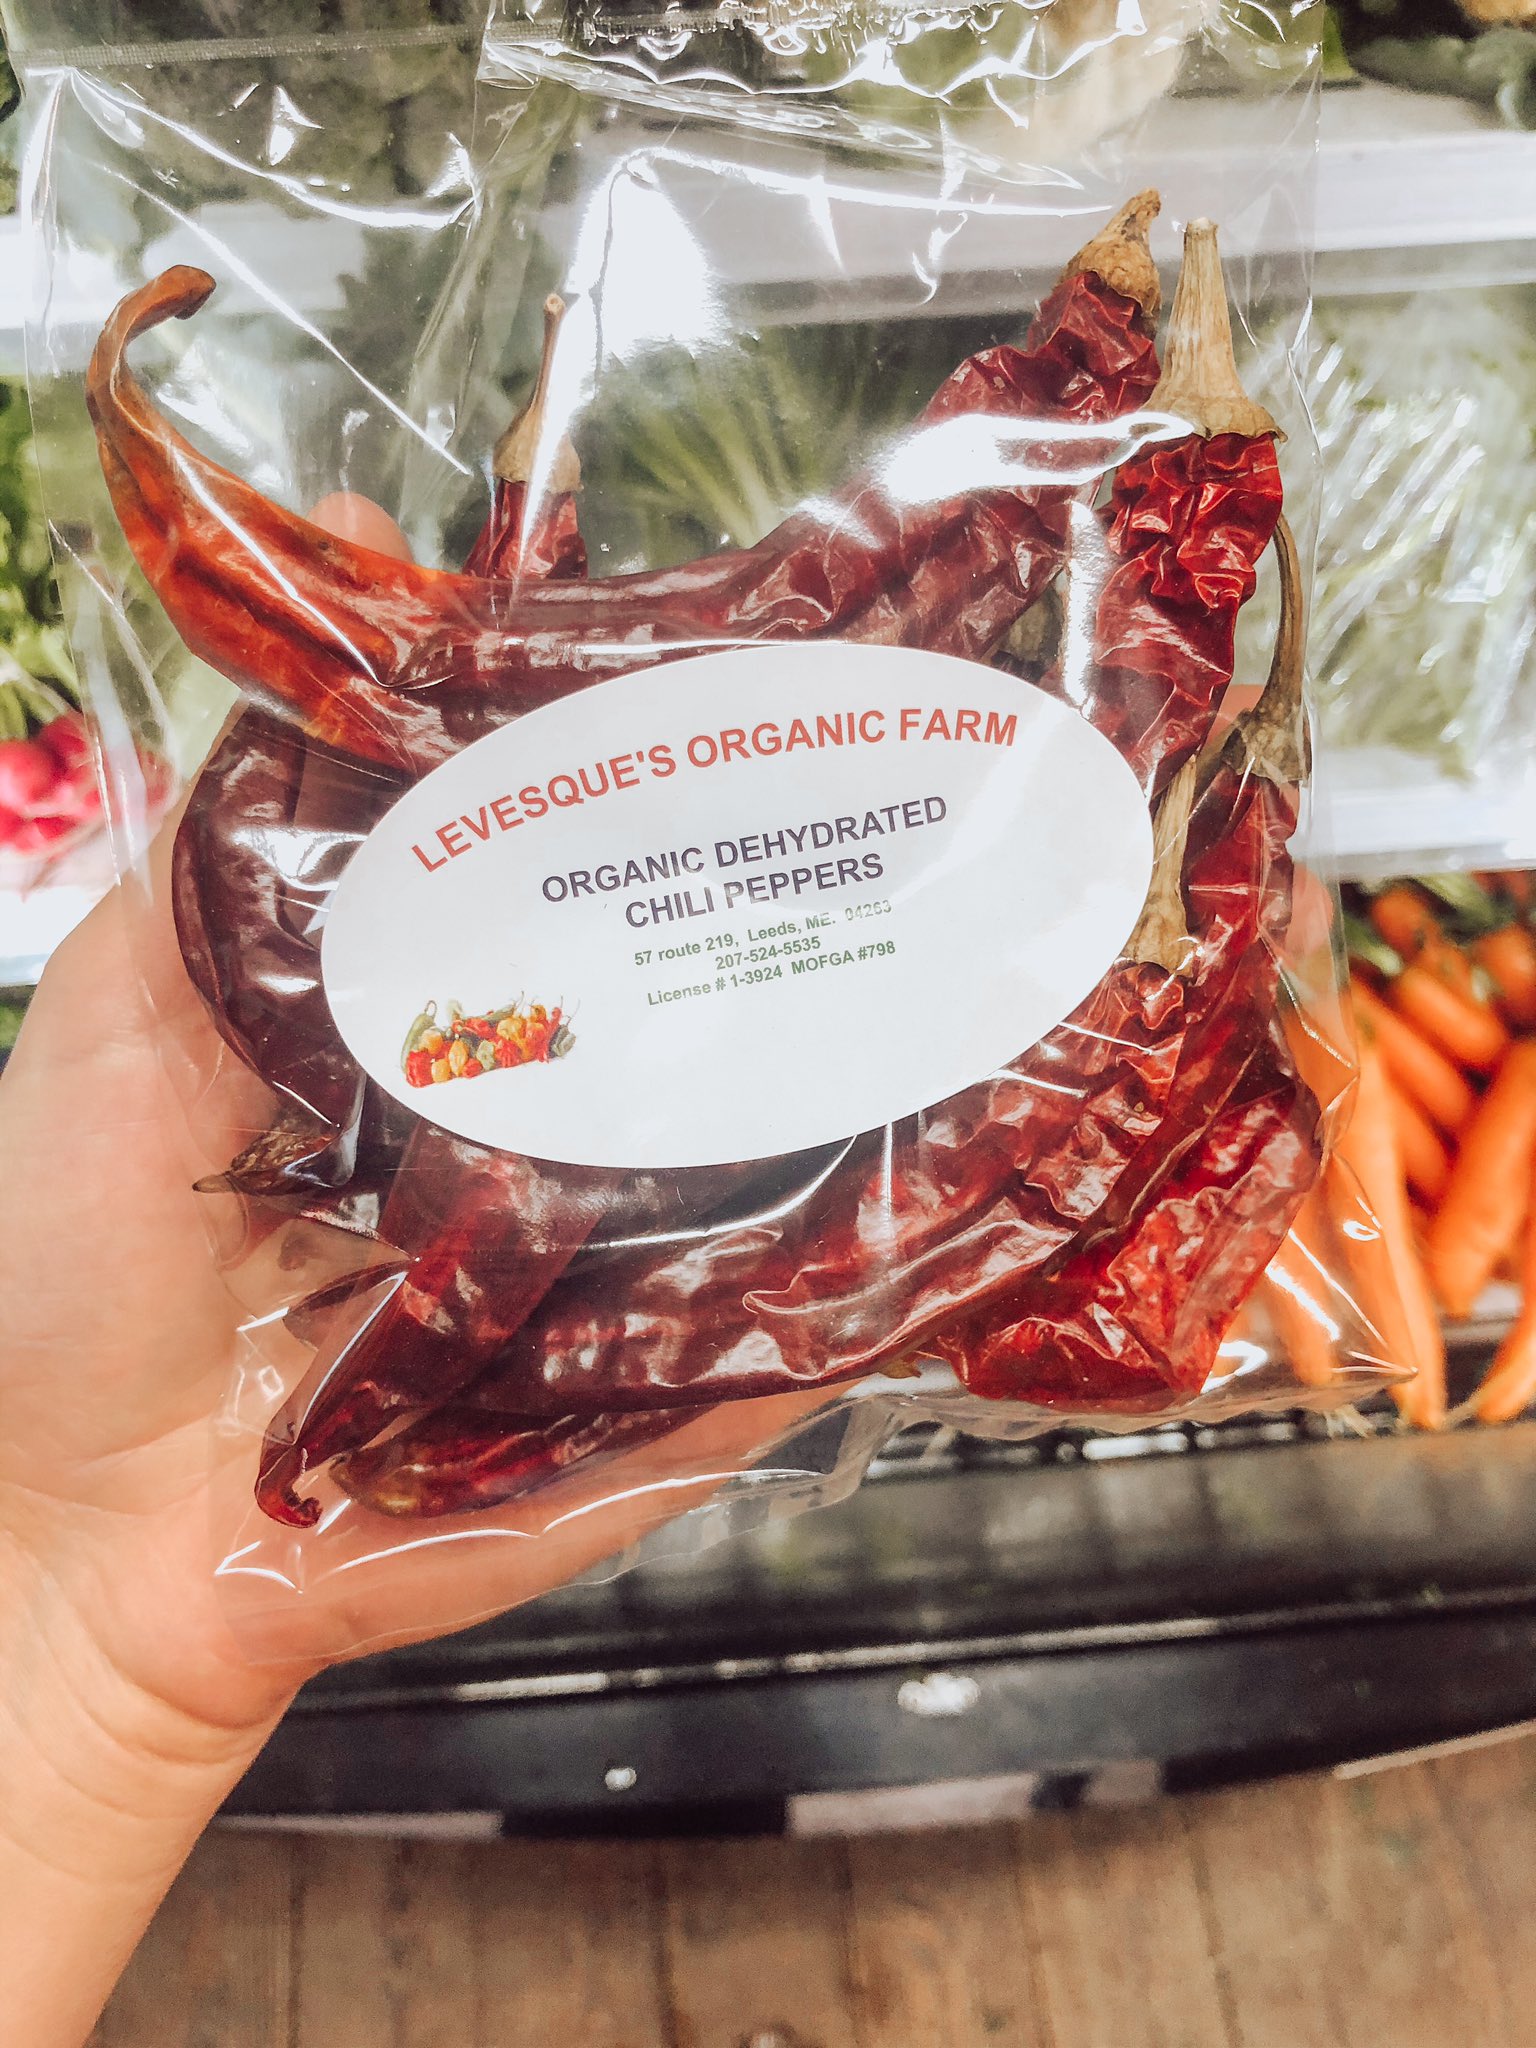 LEVESQUE'S ORGANIC FARM
ORGANIC DEHYDRATED
CHILI PEPPERS
57 route 219, Leeds, ME. 04263
207-524-5535
License # 1-3924 MOFGA #798